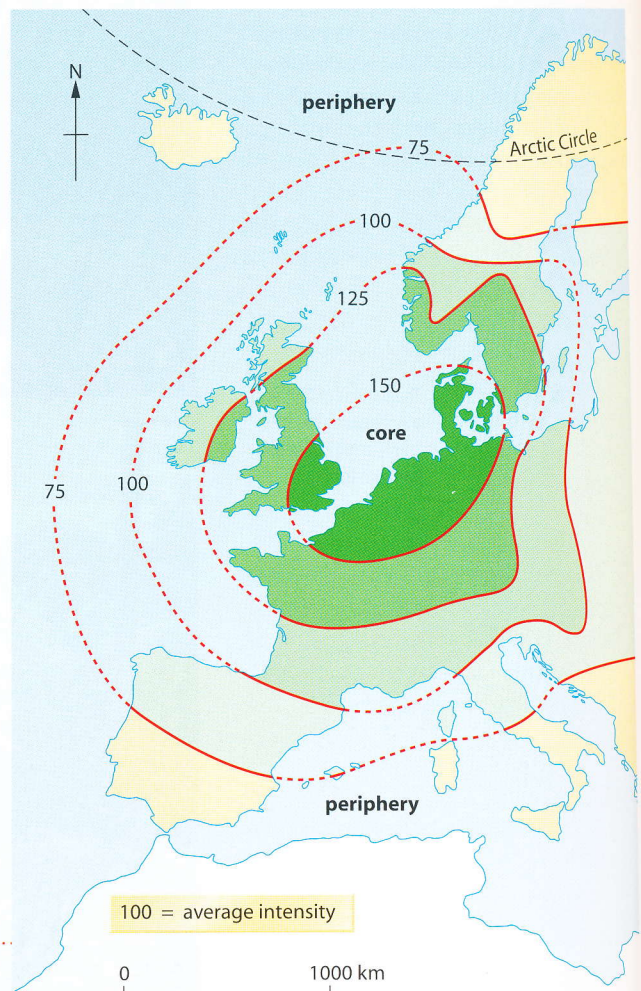 N
periphery
Arctic Circle
75
100
125
150
core
75
100
periphery
100 = average intensity
0
1000 km